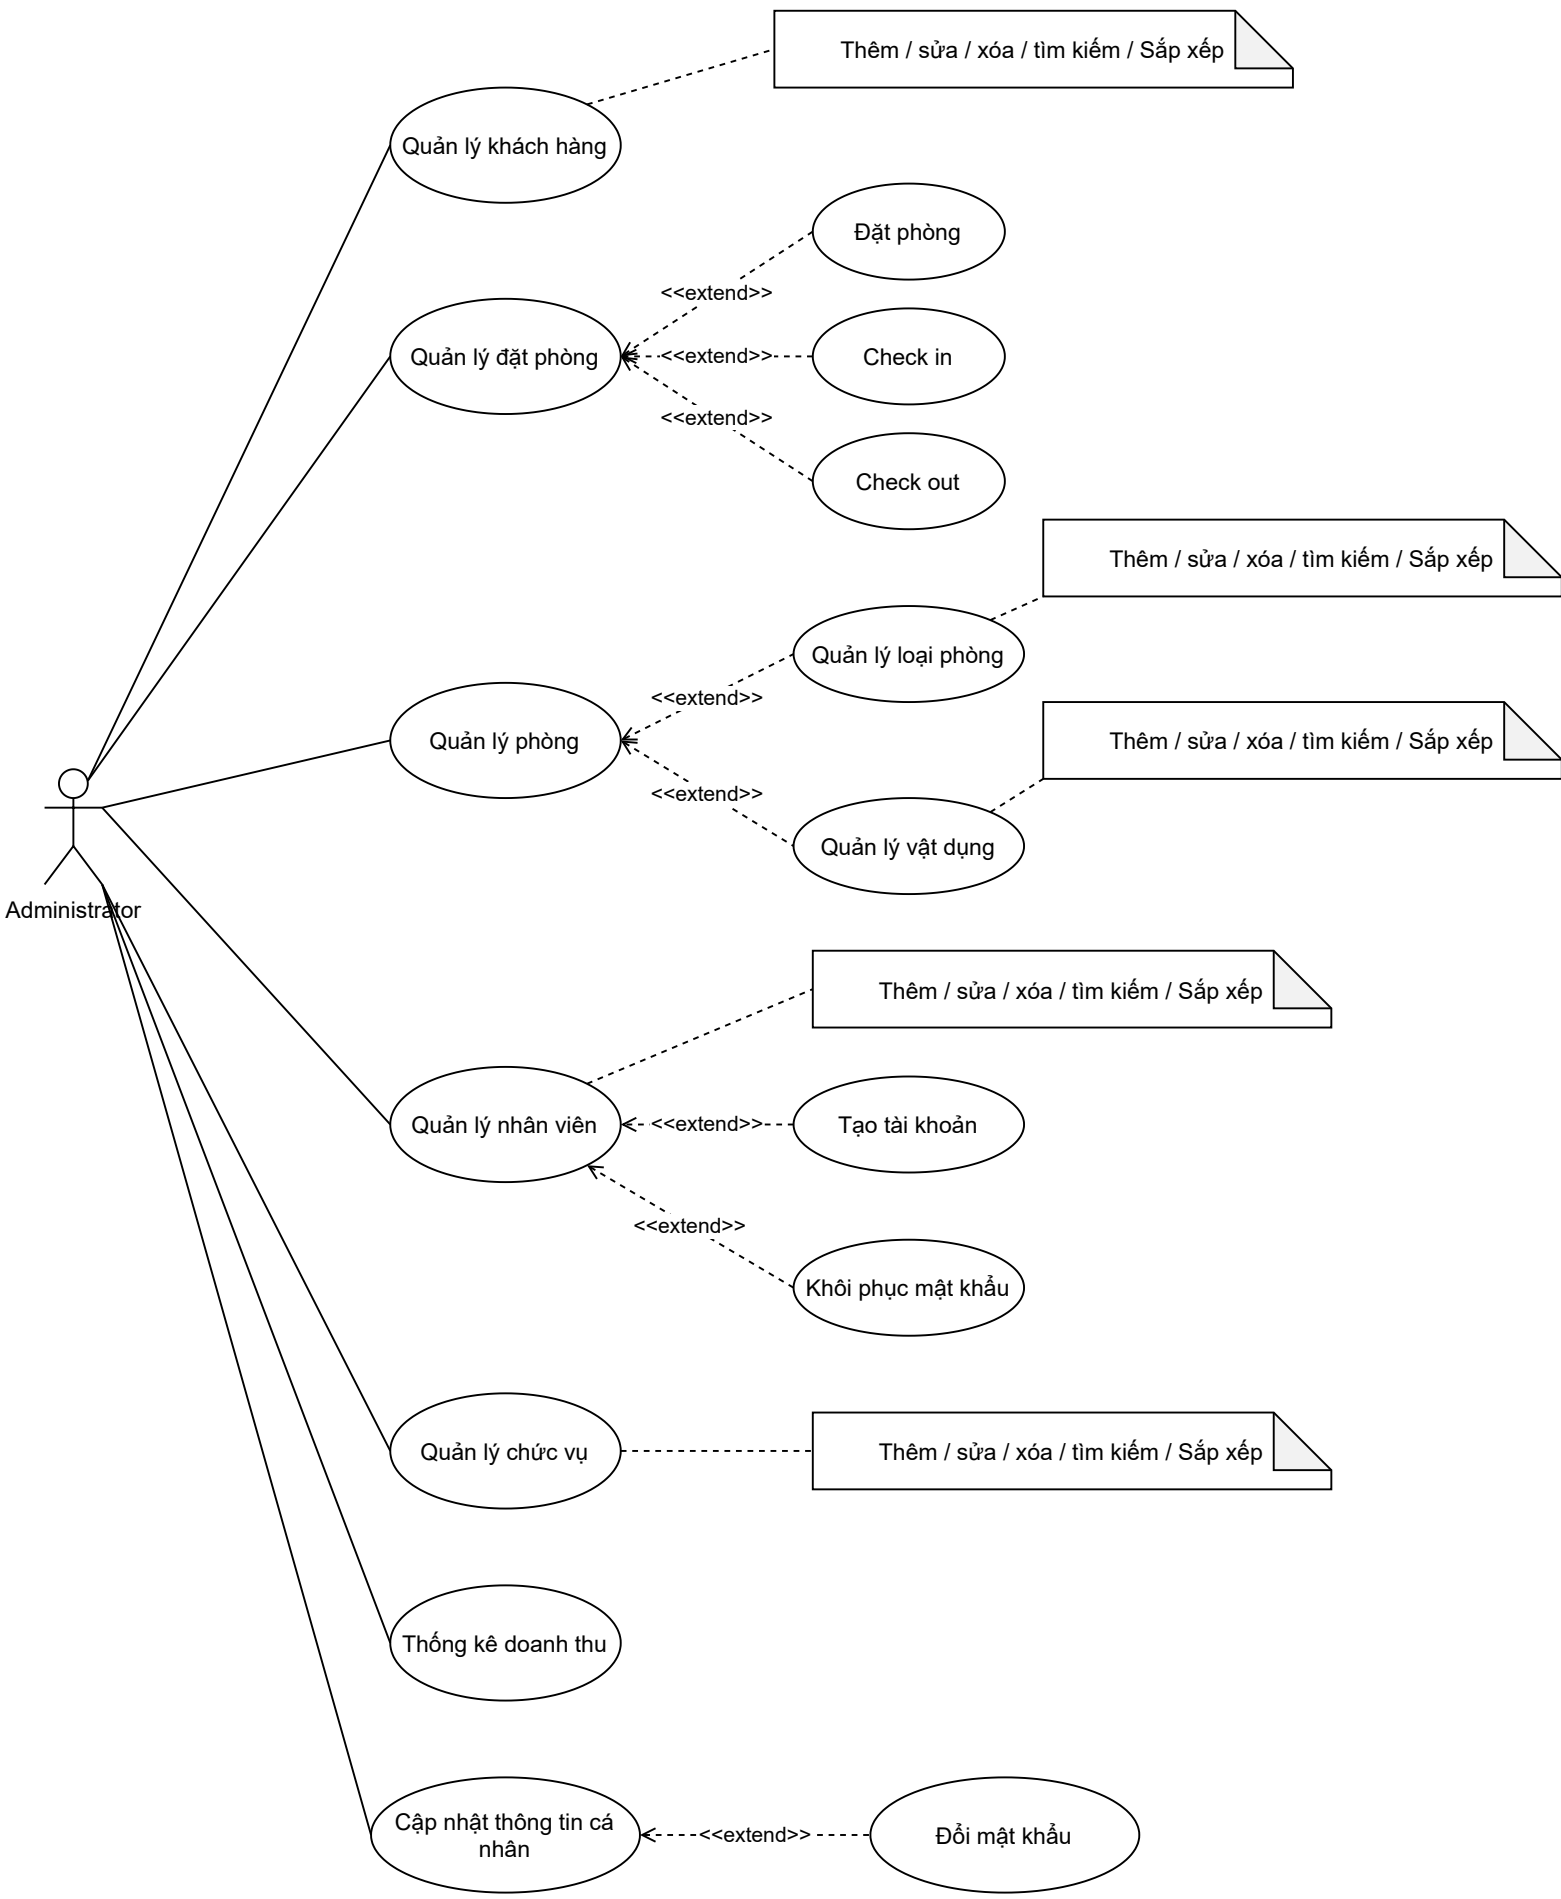 Thêm / sửa / xóa / tìm kiếm / Sắp xếp
Quản lý khách hàng
Đặt phòng
<<extend>>
Quản lý đặt phòng
<<extend>>
Check in
<<extend>>
Check out
Thêm / sửa / xóa / tìm kiếm / Sắp xếp
Quản lý loại phòng
<<extend>>
Quản lý phòng
Thêm / sửa / xóa / tìm kiếm / Sắp xếp
<<extend>>
Quản lý vật dụng
Administrator
Thêm / sửa / xóa / tìm kiếm / Sắp xếp
Quản lý nhân viên
<<extend>>
Tạo tài khoản
<<extend>>
Khôi phục mật khẩu
Quản lý chức vụ
Thêm / sửa / xóa / tìm kiếm / Sắp xếp
Thống kê doanh thu
Cập nhật thông tin cá
nhân
<<extend>>
Đổi mật khẩu